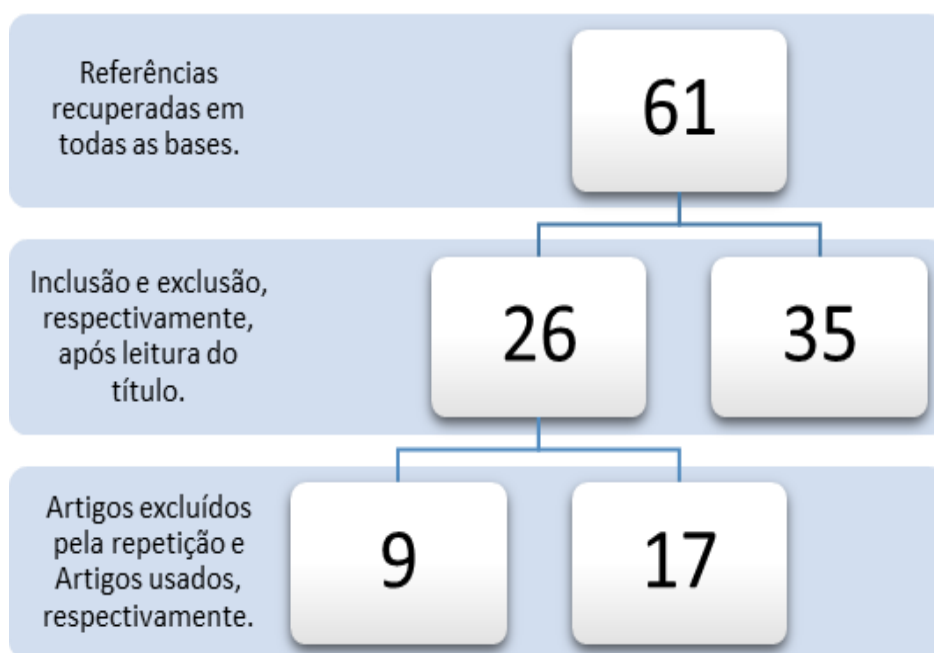 Referências
recuperadas em
todas as bases.
61
Inclusão e exclusão,
respectivamente,
após leitura do
título.
26
35
Artigos excluídos
pela repetição e
Artigos usados,
respectivamente.
9
17